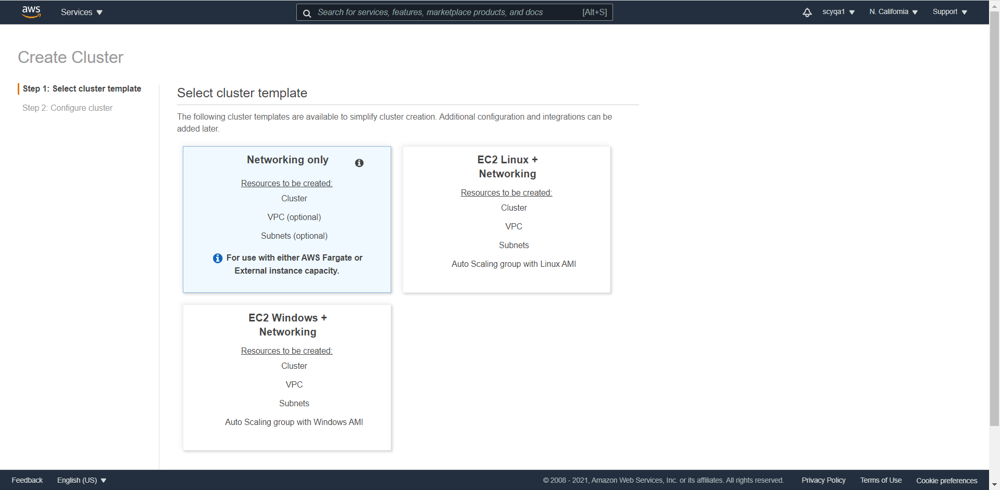 aws
Services
Search for services, features, marketplace products, and docs
[Alt+S]
scyqa1
N. California
Support
Create Cluster
Step 1: Select cluster template
Step 2: Configure cluster
Select cluster template
The following cluster templates are available to simplify cluster creation. Additional configuration and integrations can be
added later.
Networking only
Resources to be created:
Cluster
VPC (optional)
Subnets (optional)
For use with either AWS Fargate or
External instance capacity.
EC2 Linux +
Networking
Resources to be created:
Cluster
VPC
Subnets
Auto Scaling group with Linux AMI
EC2 Windows +
Networking
Resources to be created:
Cluster
VPC
Subnets
Auto Scaling group with Windows AMI
Feedback
English (US)
© 2008 - 2021, Amazon Web Services, Inc. or its affiliates. All rights reserved.
Privacy Policy
Terms of Use
Cookie preferences